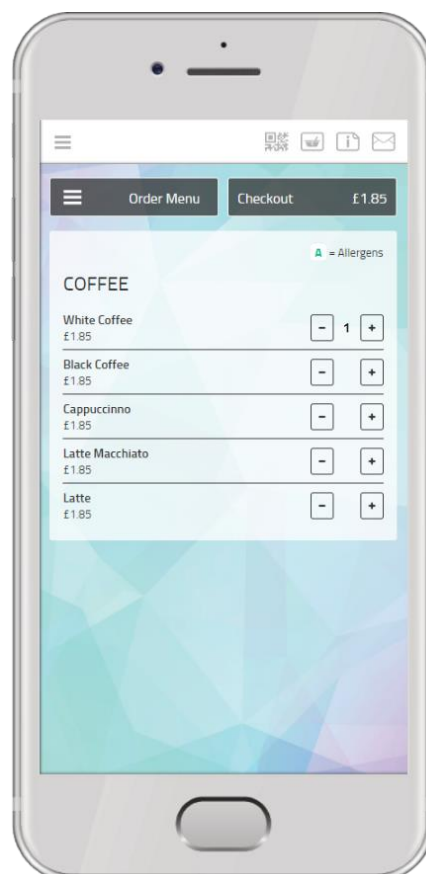 Order Menu
Checkout £1.85
A = Allergens
COFFEE
White Coffee
£1.85
- 1 +
Black Coffee
£1.85
- +
Cappuccinno
£1.85
- +
Latte Macchiato
£1.85
- +
Latte
£1.85
- +